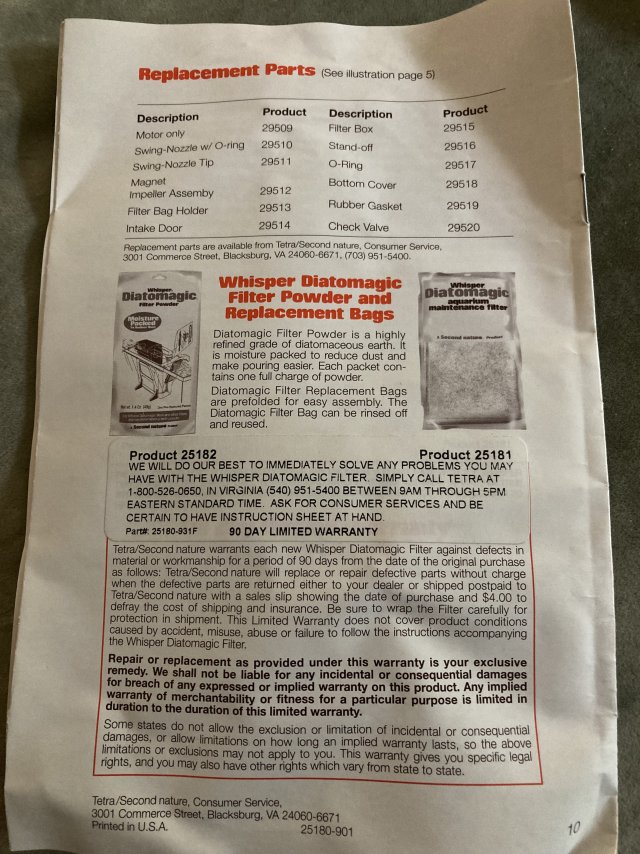 Replacement Parts (See illustration page 5)
Description Product Description Product
Motor only 29509 Filter Box 29515
Swing-Nozzle w/ O-ring 29510 Stand-off 29516
Swing-Nozzle Tip 29511 O-Ring 29517
Magnet
Impeller Assemby 29512 Bottom Cover 29518
Filter Bag Holder 29513 Rubber Gasket 29519
Intake Door 29514 Check Valve 29520
Replacement parts are available from Tetra/Second nature, Consumer Service,
3001 Commerce Street, Blacksburg, VA 24060-6671, (703) 951-5400.
Whisper
Diatomagic
Filter Powder
Moisture
Packed
A Second nature
Whisper Diatomagic
Filter Powder and
Replacement Bags
Diatomagic Filter Powder is a highly
refined grade of diatomaceous earth. It
is moisture packed to reduce dust and
make pouring easier. Each packet con-
tains one full charge of powder.
Diatomagic Filter Replacement Bags
are prefolded for easy assembly. The
Diatomagic Filter Bag can be rinsed off
and reused.
Whisper
Diatomagic
aquarium
maintenance filter
A Second nature Product
Product 25182 Product 25181
WE WILL DO OUR BEST TO IMMEDIATELY SOLVE ANY PROBLEMS YOU MAY
HAVE WITH THE WHISPER DIATOMAGIC FILTER. SIMPLY CALL TETRA AT
1-800-526-0650, IN VIRGINIA (540) 951-5400 BETWEEN 9AM THROUGH 5PM
EASTERN STANDARD TIME. ASK FOR CONSUMER SERVICES AND BE
CERTAIN TO HAVE INSTRUCTION SHEET AT HAND.
Part#: 25180-931F 90 DAY LIMITED WARRANTY
Tetra/Second nature warrants each new Whisper Diatomagic Filter against defects in
material or workmanship for a period of 90 days from the date of the original purchase
as follows: Tetra/Second nature will replace or repair defective parts without charge
when the defective parts are returned either to your dealer or shipped postpaid to
Tetra/Second nature with a sales slip showing the date of purchase and $4.00 to
defray the cost of shipping and insurance. Be sure to wrap the Filter carefully for
protection in shipment. This Limited Warranty does not cover product conditions
caused by accident, misuse, abuse or failure to follow the instructions accompanying
the Whisper Diatomagic Filter.
Repair or replacement as provided under this warranty is your exclusive
remedy. We shall not be liable for any incidental or consequential damages
for breach of any expressed or implied warranty on this product. Any implied
warranty of merchantability or fitness for a particular purpose is limited in
duration to the duration of this limited warranty.
Some states do not allow the exclusion or limitation of incidental or consequential
damages, or allow limitations on how long an implied warranty lasts, so the above
limitations or exclusions may not apply to you. This warranty gives you specific legal
rights, and you may also have other rights which vary from state to state.
Tetra/Second nature, Consumer Service,
3001 Commerce Street, Blacksburg, VA 24060-6671
Printed in U.S.A. 25180-901
10